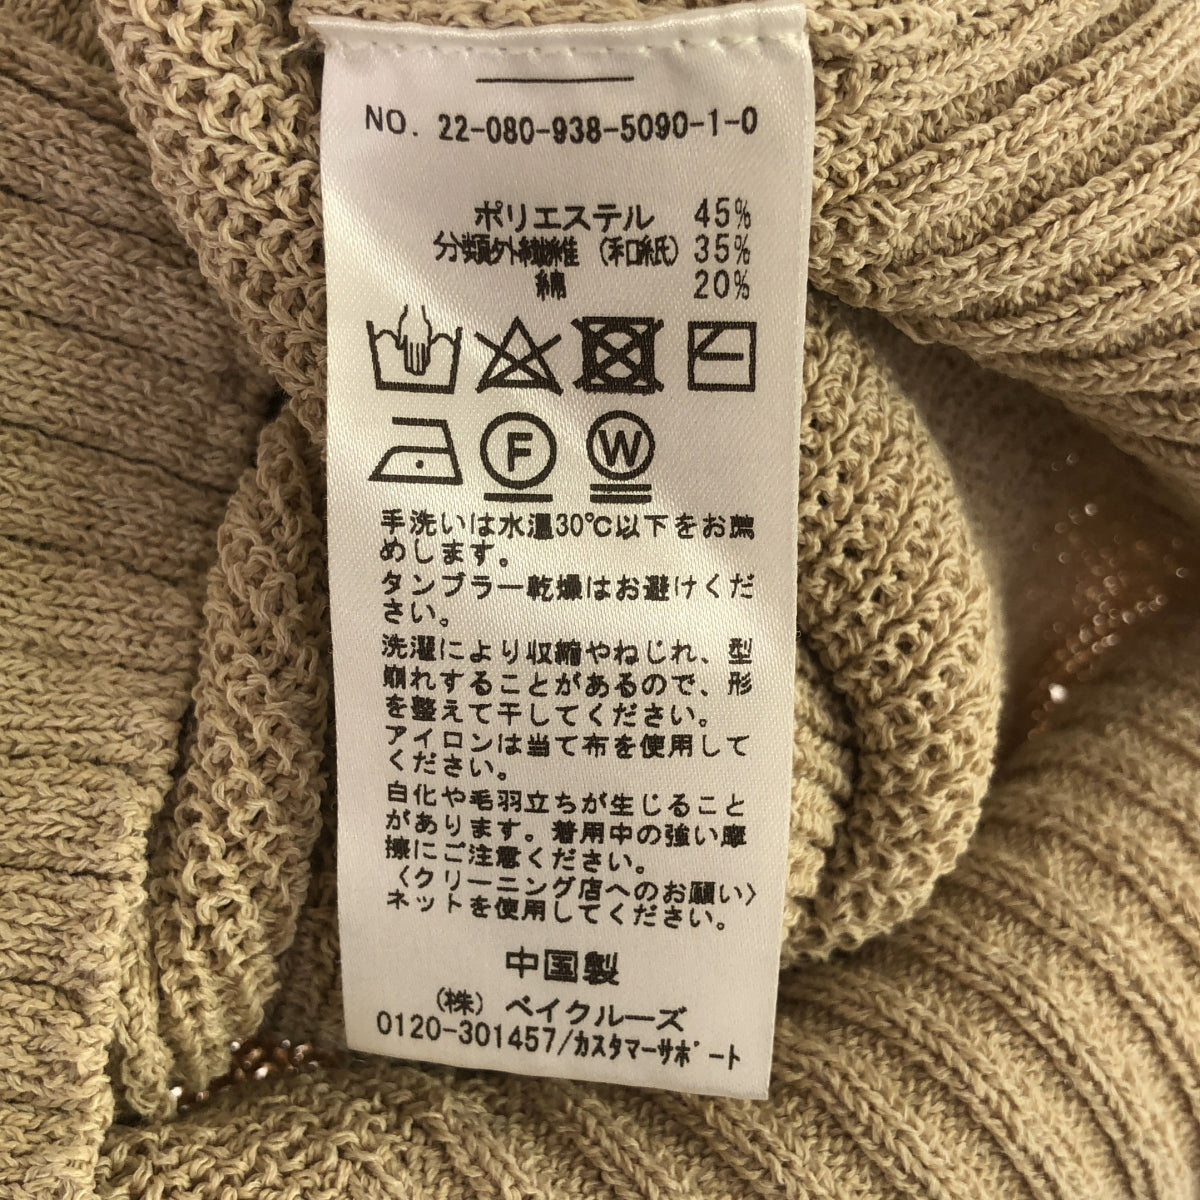 NO. 22-080-938-5090-1-0
ポリエステル 45%
分類外繊維 (和紙) 35%
綿 20%
F W
手洗いは水温30℃以下をお薦
めします。
タンブラー乾燥はお避けくだ
さい。
洗濯により収縮やねじれ、型
崩れすることがあるので、形
を整えて干してください。
アイロンは当て布を使用して
ください。
白化や毛羽立ちが生じること
があります。着用中の強い摩
擦にご注意ください。
〈クリーニング店へのお願い〉
ネットを使用してください。
中国製
(株) ベイクルーズ
0120-301457/カスタマーサポート